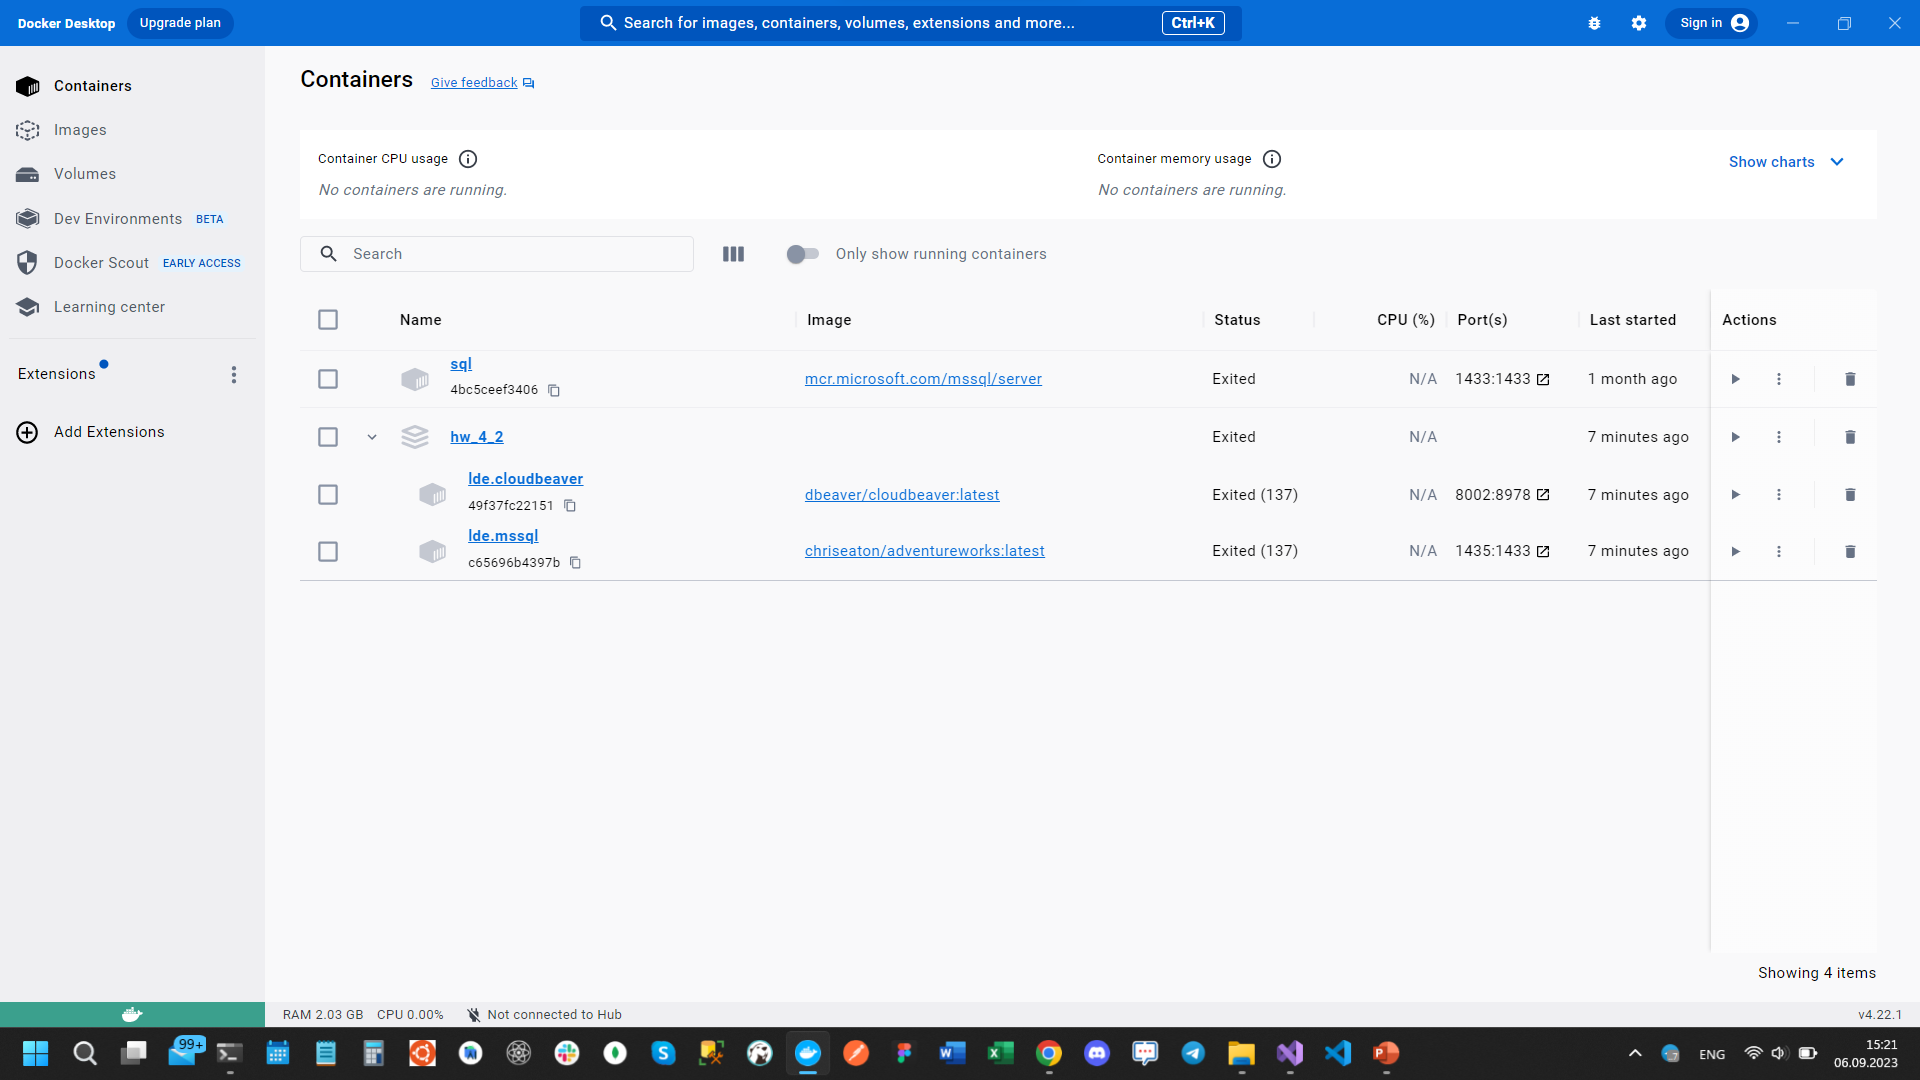 Docker Desktop Upgrade plan Search for images, containers, volumes, extensions and more... Ctrl+K Sign in
Containers
Images
Volumes
Dev Environments BETA
Docker Scout EARLY ACCESS
Learning center
Extensions
Add Extensions
Containers Give feedback
Container CPU usage
No containers are running.
Container memory usage
No containers are running.
Show charts
Search Only show running containers
Name Image Status CPU (%) Port(s) Last started Actions
sql
4bc5ceef3406
mcr.microsoft.com/mssql/server Exited N/A 1433:1433 1 month ago
hw_4_2 Exited N/A 7 minutes ago
lde.cloudbeaver
49f37fc22151
dbeaver/cloudbeaver:latest Exited (137) N/A 8002:8978 7 minutes ago
lde.mssql
c65696b4397b
chriseaton/adventureworks:latest Exited (137) N/A 1435:1433 7 minutes ago
Showing 4 items
RAM 2.03 GB CPU 0.00% Not connected to Hub v4.22.1
99+
ENG
15:21
06.09.2023